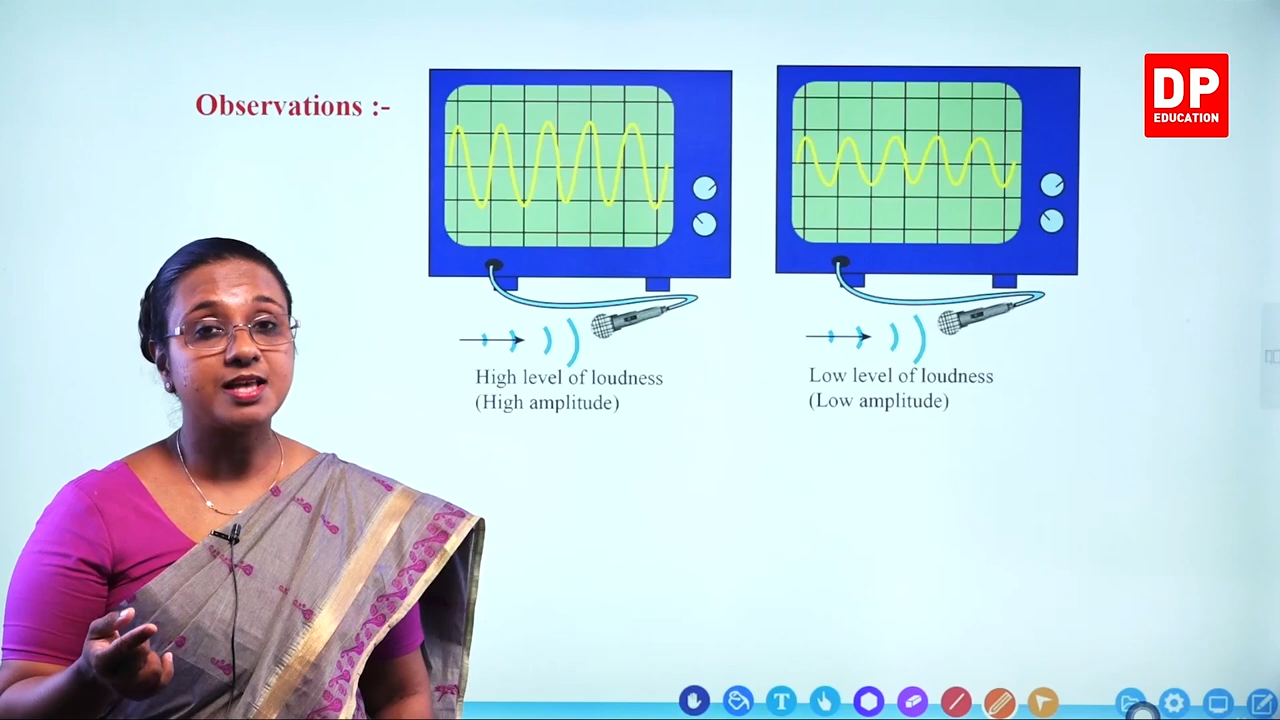 Observations :-
DP
EDUCATION
High level of loudness
(High amplitude)
Low level of loudness
(Low amplitude)
T